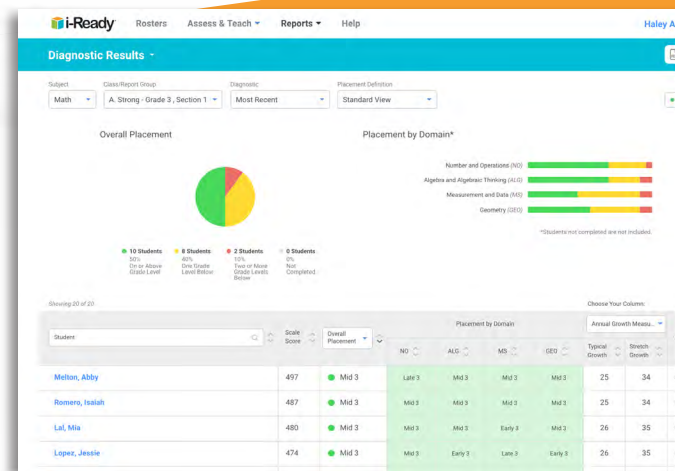 i-Ready Rosters Assess & Teach Reports Help Haley A
Diagnostic Results
Subject Class/Report Group Diagnostic Placement Definition
Math A. Strong - Grade 3 , Section 1 Most Recent Standard View
Overall Placement Placement by Domain*
Number and Operations (NO)
Algebra and Algebraic Thinking (ALG)
Measurement and Data (MS)
Geometry (GEO)
*Students not completed are not included.
10 Students 8 Students 2 Students 0 Students
50% 40% 10% 0%
On or Above One Grade Two or More Not
Grade Level Level Below Grade Levels Completed
Below
Showing 20 of 20 Choose Your Column:
Student Scale Score Overall Placement Placement by Domain Annual Growth Measu...
NO ALG MS GEO Typical Growth Stretch Growth
Mellon, Abby 497 Mid 3 Late 3 Mid 3 Mid 3 Mid 3 25 34
Romero, Isaiah 487 Mid 3 Mid 3 Mid 3 Mid 3 Mid 3 25 34
Lal, Mia 480 Mid 3 Mid 3 Mid 3 Early 3 Mid 3 26 35
Lopez, Jessie 474 Mid 3 Mid 3 Early 3 Late 3 Early 3 26 35